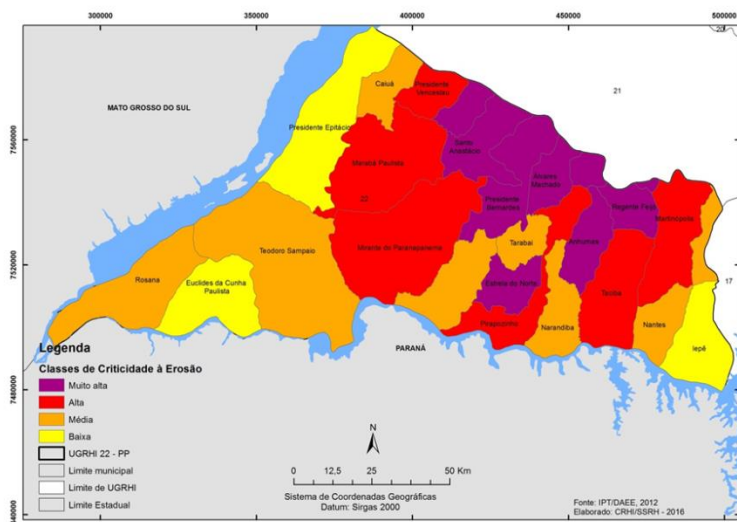 300000
350000
400000
450000
500000
20
21
MATO GROSSO DO SUL
Caiuá
Presidente Venceslau
Presidente Epitácio
7560000
Santo
Anastácio
Marabá Paulista
Álvares
Machado
22
Presidente
Bernardes
Regente Feijó
Martinópolis
Mirante do Paranapanema
Tarabai
Anhumas
Teodoro Sampaio
7520000
17
Rosana
Euclides da Cunha
Paulista
Estrela do Norte
Taciba
Pirapozinho
Narandiba
Nantes
Iepê
PARANÁ
Legenda
Classes de Criticidade à Erosão
Muito alta
Alta
Média
Baixa
UGRHI 22 - PP
Limite municipal
Limite de UGRHI
Limite Estadual
7480000
N
0 12,5 25 50 Km
Sistema de Coordenadas Geográficas
Datum: Sirgas 2000
Fonte: IPT/DAEE, 2012
Elaborado: CRHI/SSRH - 2016